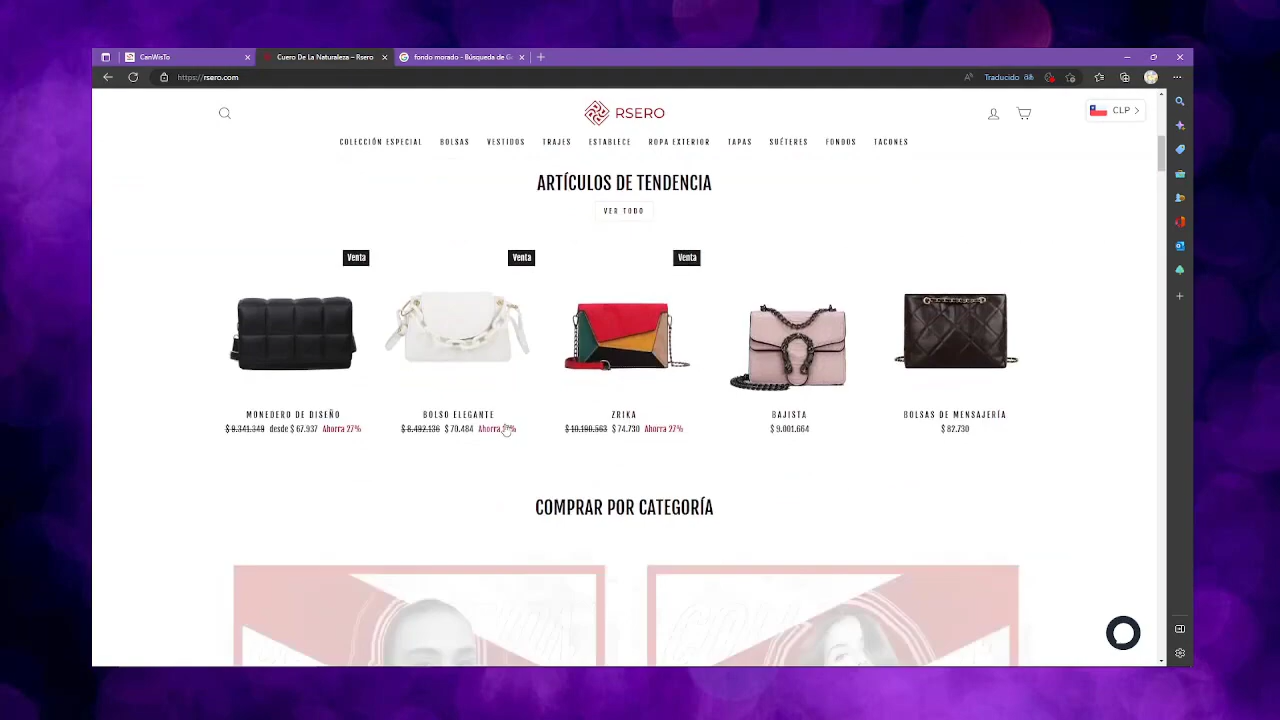 CanWisTo
Cuero De La Naturaleza – Rsero
fondo morado - Búsqueda de G
https://rsero.com
Traducido
RSERO
CLP
COLECCIÓN ESPECIAL BOLSAS VESTIDOS TRAJES ESTABLECE ROPA EXTERIOR TAPAS SUÉTERES FONDOS TACONES
ARTÍCULOS DE TENDENCIA
VER TODO
Venta Venta Venta
MONEDERO DE DISEÑO BOLSO ELEGANTE ZRIKA BAJISTA BOLSAS DE MENSAJERÍA
$ 9.341.349 desde $ 67.937 Ahorra 27% $ 8.492.136 $ 70.484 Ahorra $ 10.190.563 $ 74.730 Ahorra 27% $ 9.001.664 $ 82.730
COMPRAR POR CATEGORÍA